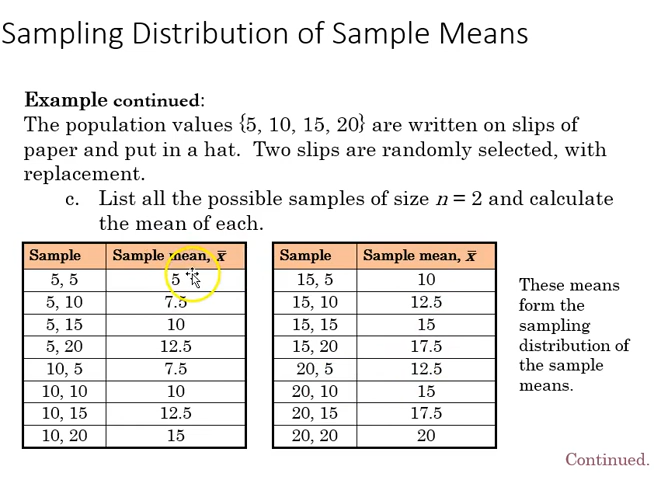 Sampling Distribution of Sample Means
Example continued:
The population values {5, 10, 15, 20} are written on slips of
paper and put in a hat. Two slips are randomly selected, with
replacement.
c. List all the possible samples of size n = 2 and calculate
the mean of each.
Sample Sample mean, x̅
5, 5 5
5, 10 7.5
5, 15 10
5, 20 12.5
10, 5 7.5
10, 10 10
10, 15 12.5
10, 20 15
Sample Sample mean, x̅
15, 5 10
15, 10 12.5
15, 15 15
15, 20 17.5
20, 5 12.5
20, 10 15
20, 15 17.5
20, 20 20
These means
form the
sampling
distribution of
the sample
means.
Continued.